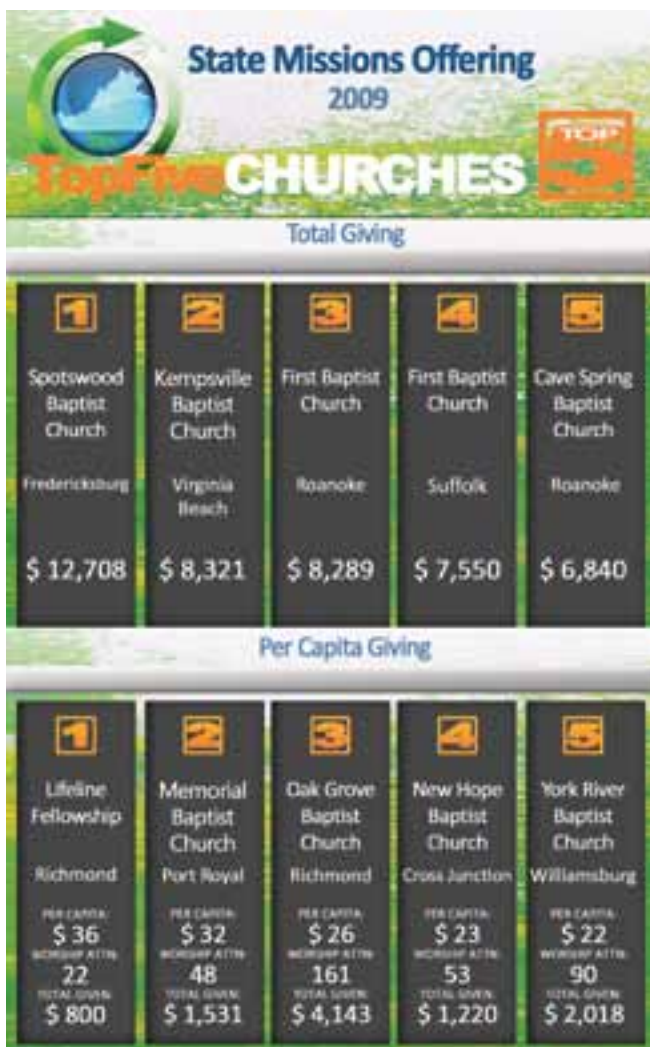 State Missions Offering
2009
TopFiveCHURCHES
TOP
5
Total Giving
1
Spotswood
Baptist
Church
Fredericksburg
$ 12,708
2
Kempsville
Baptist
Church
Virginia
Beach
$ 8,321
3
First Baptist
Church
Roanoke
$ 8,289
4
First Baptist
Church
Suffolk
$ 7,550
5
Cave Spring
Baptist
Church
Roanoke
$ 6,840
Per Capita Giving
1
Lifeline
Fellowship
Richmond
PER CAPITA:
$ 36
WORSHIP ATTN:
22
TOTAL GIVEN:
$ 800
2
Memorial
Baptist
Church
Port Royal
PER CAPITA:
$ 32
WORSHIP ATTN:
48
TOTAL GIVEN:
$ 1,531
3
Oak Grove
Baptist
Church
Richmond
PER CAPITA:
$ 26
WORSHIP ATTN:
161
TOTAL GIVEN:
$ 4,143
4
New Hope
Baptist
Church
Cross Junction
PER CAPITA:
$ 23
WORSHIP ATTN:
53
TOTAL GIVEN:
$ 1,220
5
York River
Baptist
Church
Williamsburg
PER CAPITA:
$ 22
WORSHIP ATTN:
90
TOTAL GIVEN:
$ 2,018